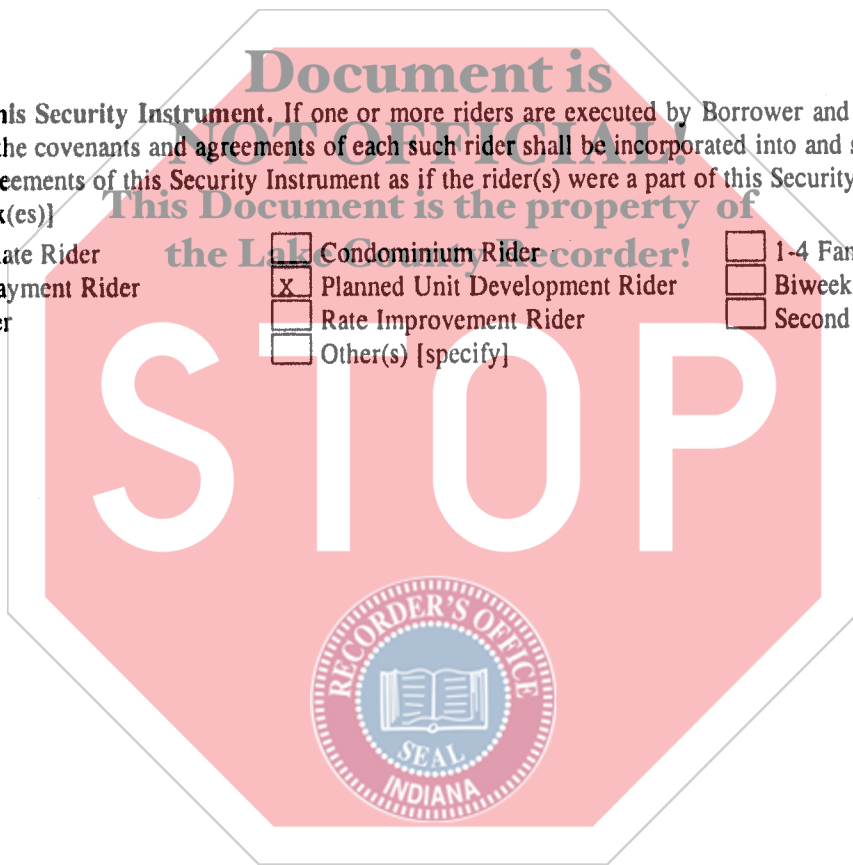 Document is
his Security Instrument. If one or more riders are executed by Borrower and
NOT OFFICIAL!
the covenants and agreements of each such rider shall be incorporated into and s
eements of this Security Instrument as if the rider(s) were a part of this Security
This Document is the property of
x(es)]
the Lake County Recorder!
ate Rider Condominium Rider 1-4 Fam
ayment Rider X Planned Unit Development Rider Biweek
er Rate Improvement Rider Second
Other(s) [specify]
STOP
RECORDER'S OFFICE
SEAL
INDIANA